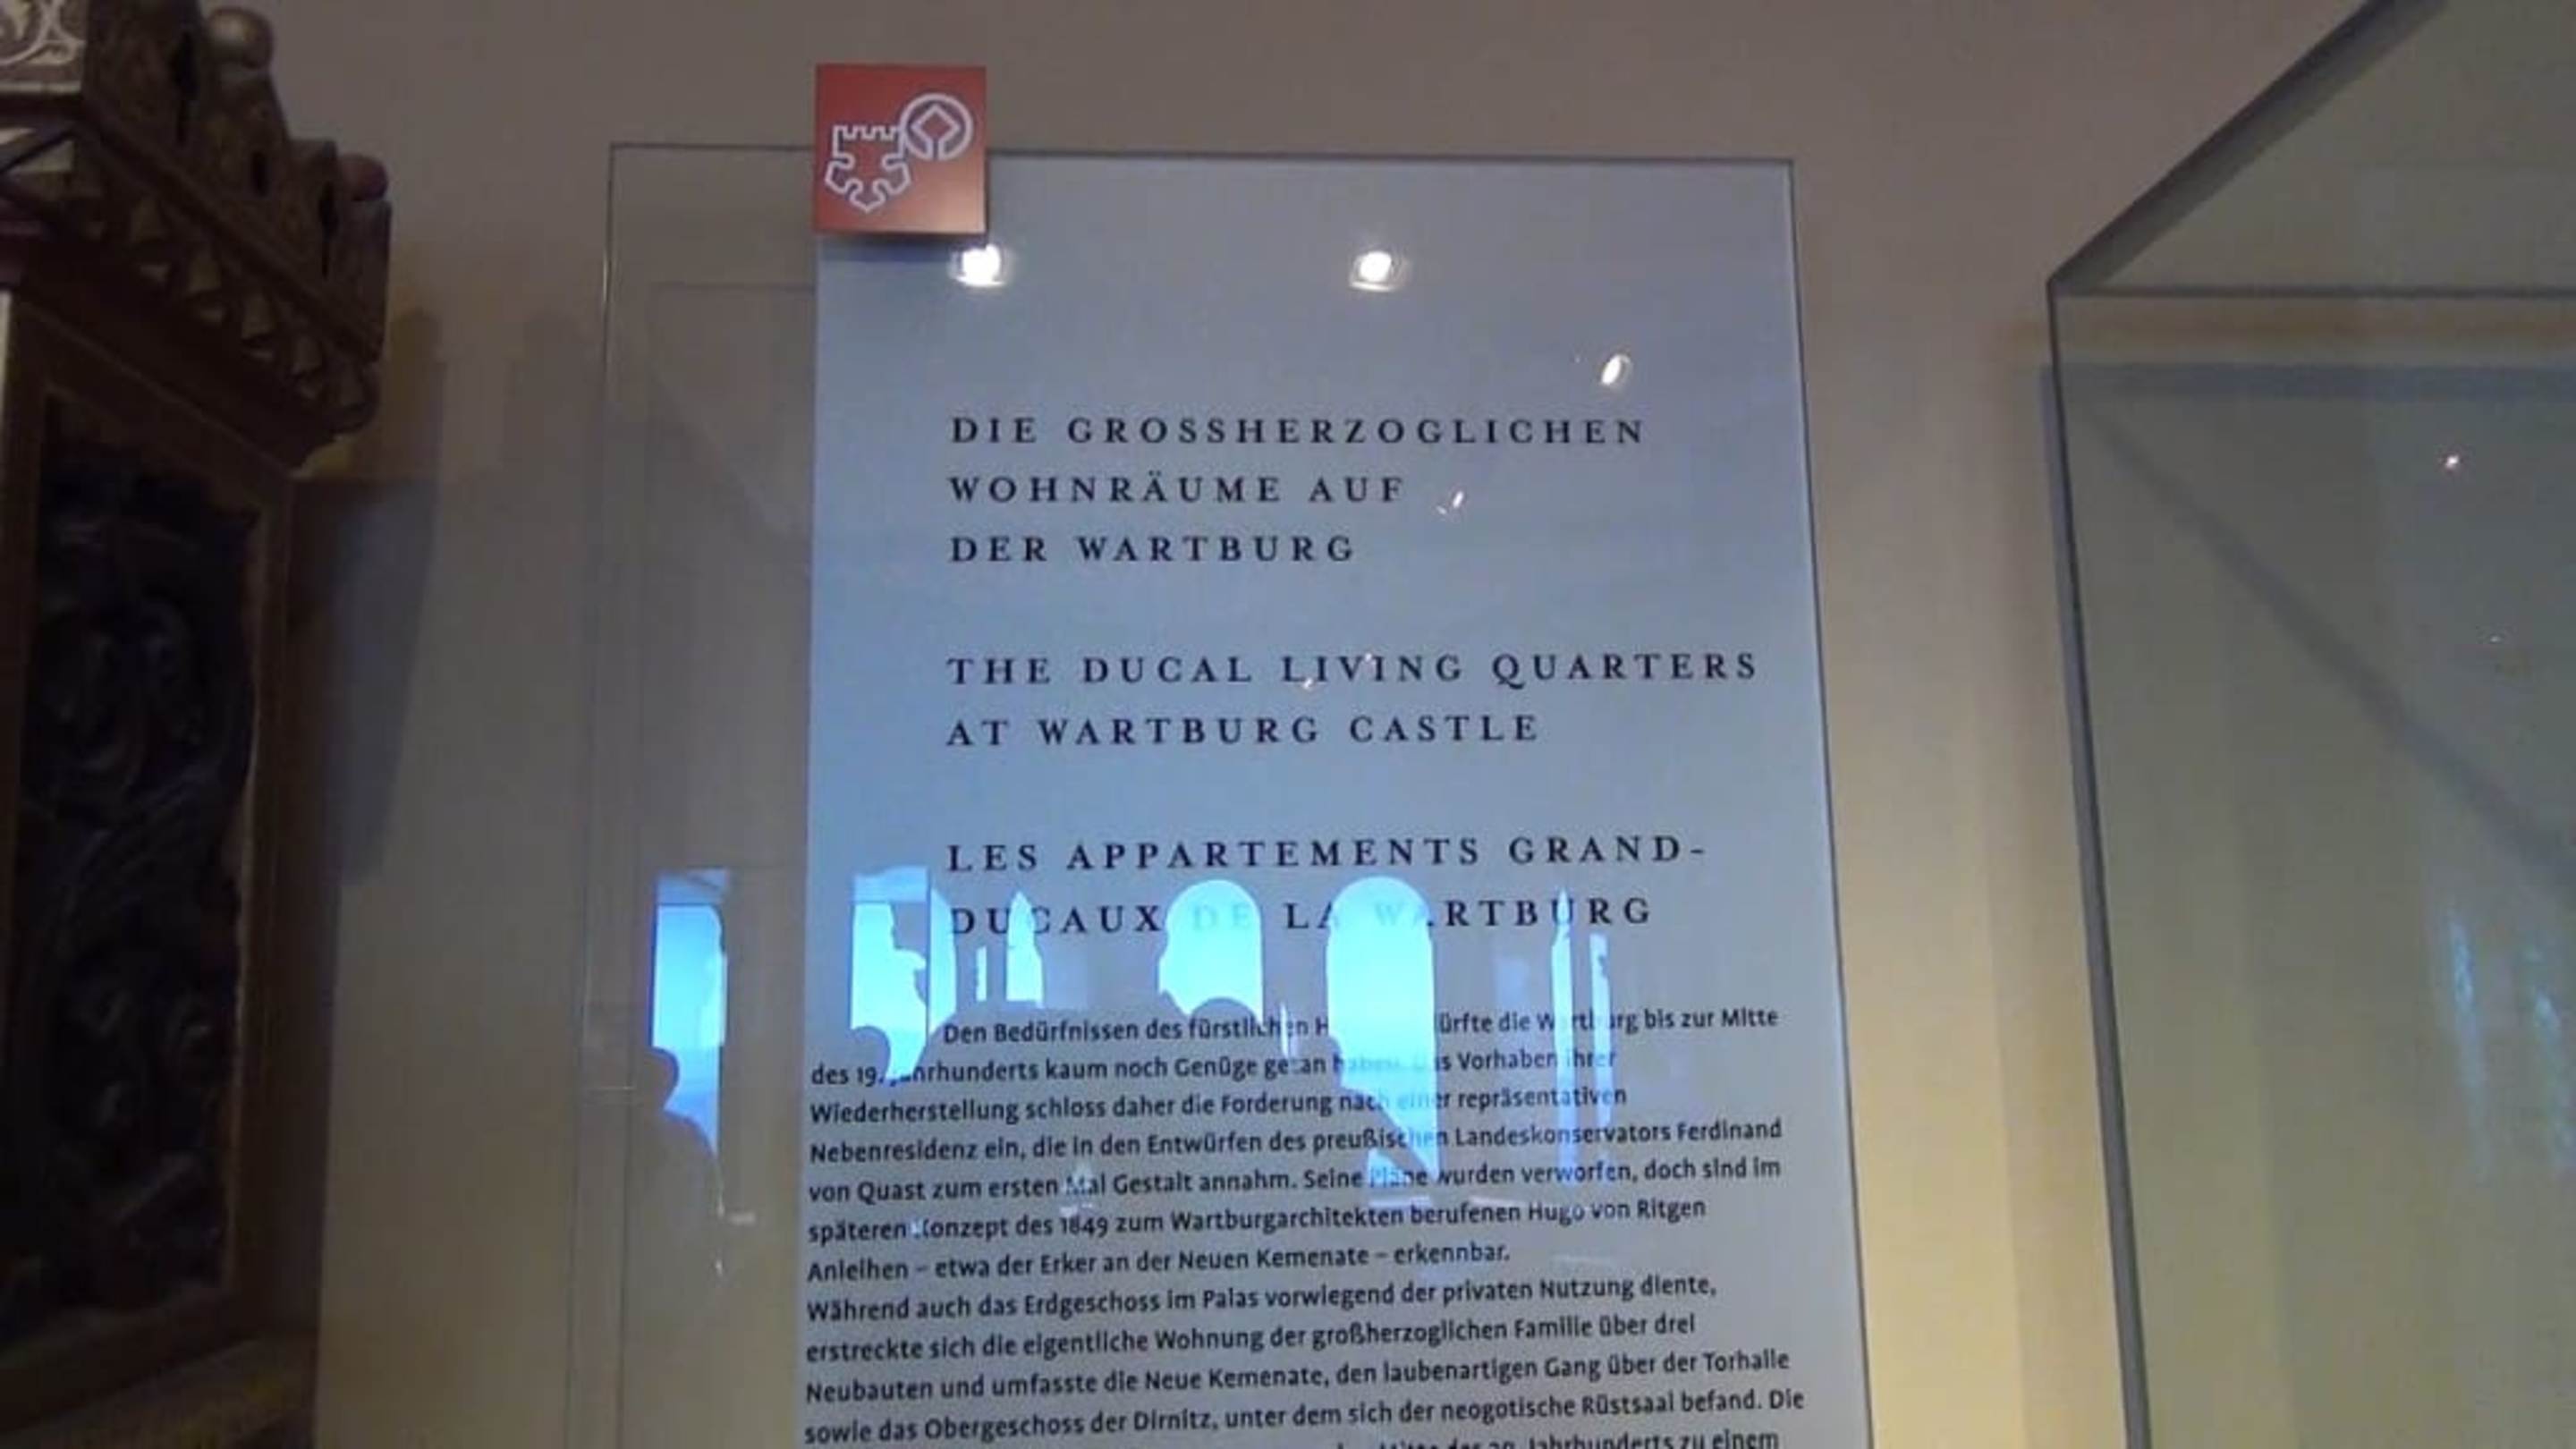 DIE GROSSHERZOGLICHEN
WOHNRÄUME AUF
DER WARTBURG
THE DUCAL LIVING QUARTERS
AT WARTBURG CASTLE
LES APPARTEMENTS GRAND-
DUCAUX DE LA WARTBURG
Den Bedürfnissen des fürstlichen die Wartburg bis zur Mitte
des 19. Jahrhunderts kaum noch Genüge getan haben. Das Vorhaben ihrer
Wiederherstellung schloss daher die Forderung nach einer repräsentativen
Nebenresidenz ein, die in den Entwürfen des preußischen Landeskonservators Ferdinand
von Quast zum ersten Mal Gestalt annahm. Seine Pläne wurden verworfen, doch sind im
späteren Konzept des 1849 zum Wartburgarchitekten berufenen Hugo von Ritgen
Anleihen – etwa der Erker an der Neuen Kemenate – erkennbar.
Während auch das Erdgeschoss im Palas vorwiegend der privaten Nutzung diente,
erstreckte sich die eigentliche Wohnung der großherzoglichen Familie über drei
Neubauten und umfasste die Neue Kemenate, den laubenartigen Gang über der Torhalle
sowie das Obergeschoss der Dirnitz, unter dem sich der neogotische Rüstsaal befand. Die
Jahrhunderts zu einem